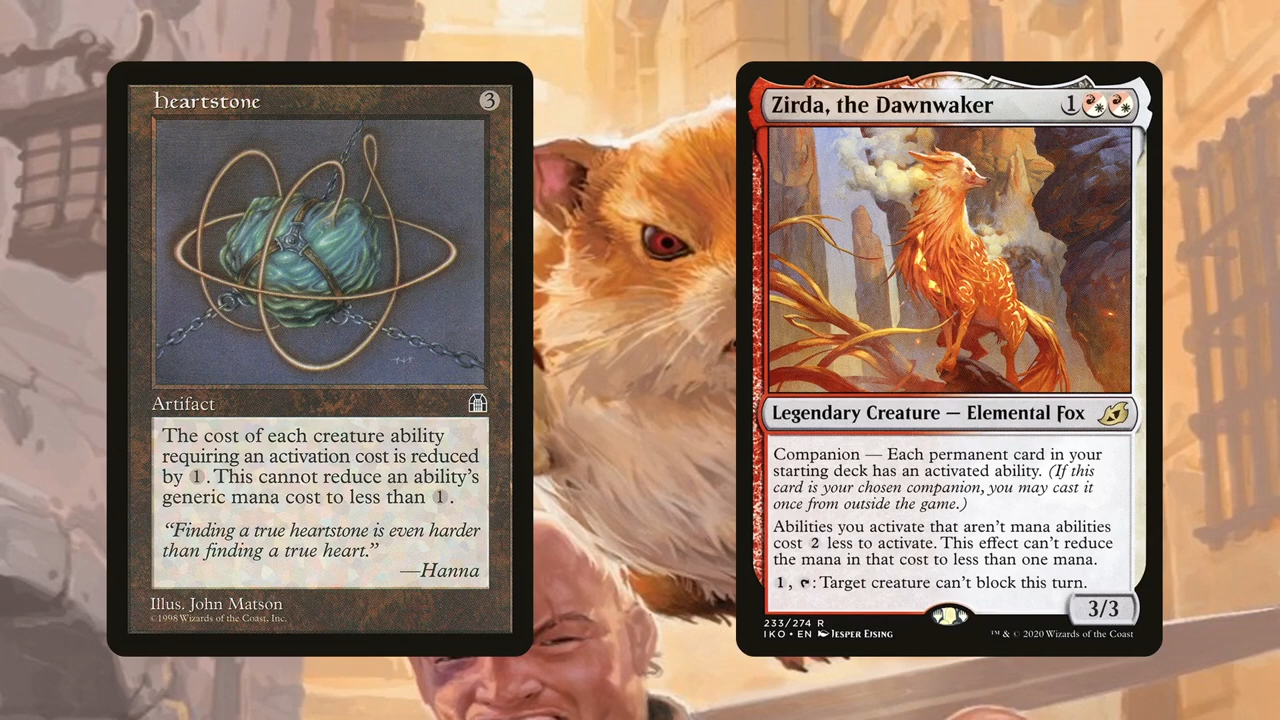 Heartstone
3
Artifact
The cost of each creature ability
requiring an activation cost is reduced
by 1. This cannot reduce an ability's
generic mana cost to less than 1.
"Finding a true heartstone is even harder
than finding a true heart."
—Hanna
Illus. John Matson
©1998 Wizards of the Coast, Inc.
Zirda, the Dawnwaker
1
Legendary Creature — Elemental Fox
Companion — Each permanent card in your
starting deck has an activated ability. (If this
card is your chosen companion, you may cast it
once from outside the game.)
Abilities you activate that aren't mana abilities
cost 2 less to activate. This effect can't reduce
the mana in that cost to less than one mana.
1, : Target creature can't block this turn.
3/3
233/274 R
IKO • EN Jesper Eising
™ & © 2020 Wizards of the Coast